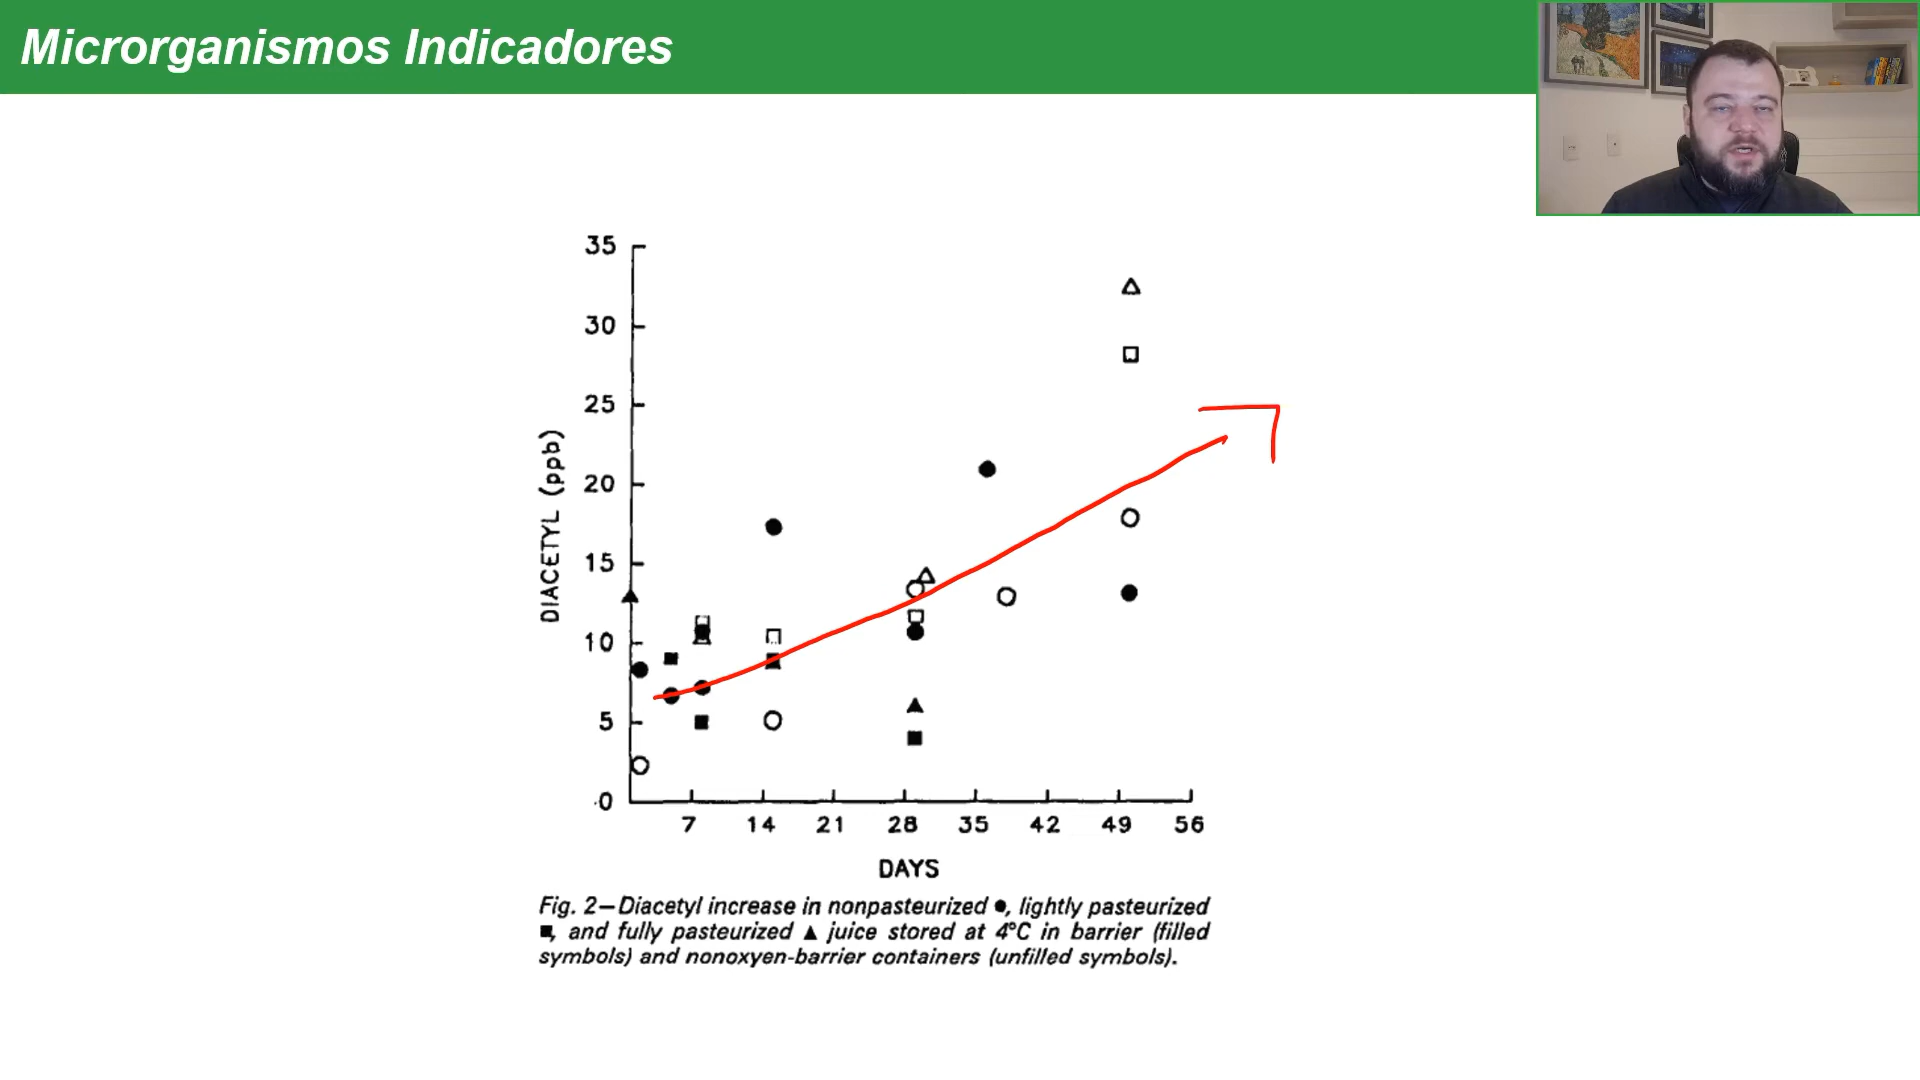 Microrganismos Indicadores
35
30
25
20
15
10
5
0
DIACETYL (ppb)
7 14 21 28 35 42 49 56
DAYS
Fig. 2—Diacetyl increase in nonpasteurized ●, lightly pasteurized
■, and fully pasteurized ▲ juice stored at 4°C in barrier (filled
symbols) and nonoxyen-barrier containers (unfilled symbols).